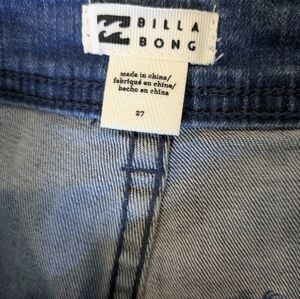 BILLA
BONG
made in china/
fabriqué en chine/
hecho en china
27